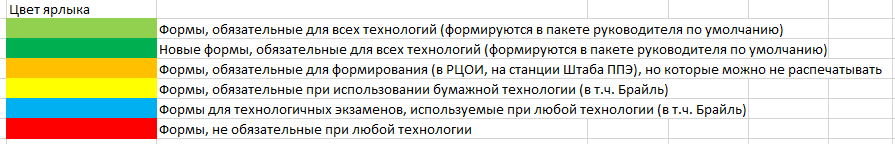 Цвет ярлыка
Формы, обязательные для всех технологий (формируются в пакете руководителя по умолчанию)
Новые формы, обязательные для всех технологий (формируются в пакете руководителя по умолчанию)
Формы, обязательные для формирования (в РЦОИ, на станции Штаба ППЭ), но которые можно не распечатывать
Формы, обязательные при использовании бумажной технологии (в т.ч. Брайль)
Формы для технологичных экзаменов, используемые при любой технологии (в т.ч. Брайль)
Формы, не обязательные при любой технологии